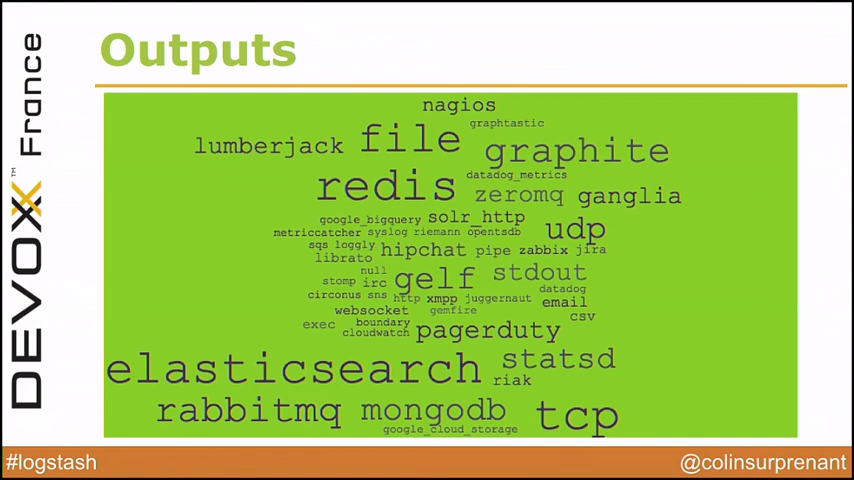 Outputs
DEVOXX™ France
nagios
graphtastic
lumberjack file graphite
datadog_metrics
redis zeromq ganglia
google_bigquery solr_http
udp
metriccatcher syslog riemann opentsdb
sqs loggly hipchat pipe zabbix jira
librato
null
stomp irc gelf stdout
datadog
circonus sns http xmpp juggernaut email
websocket gemfire csv
exec boundary pagerduty
cloudwatch
elasticsearch statsd
riak
rabbitmq mongodb tcp
google_cloud_storage
#logstash
@colinsurprenant